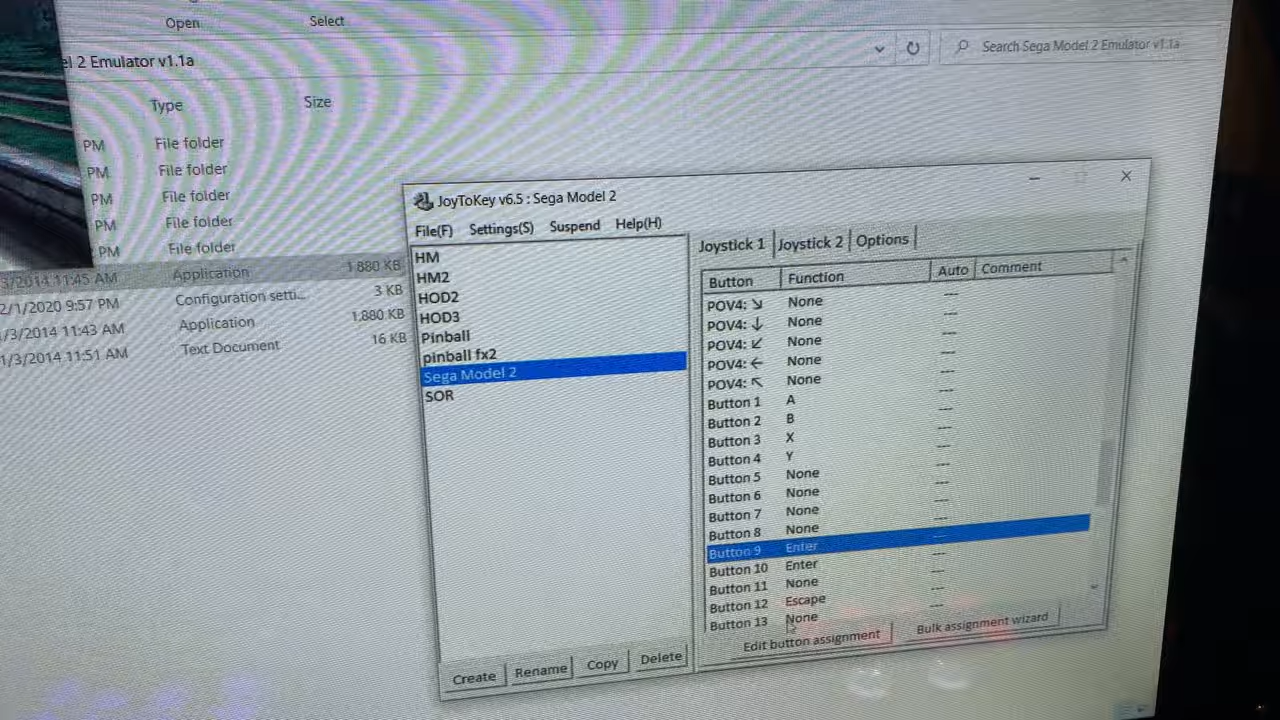 Open Select
el 2 Emulator v1.1a
Search Sega Model 2 Emulator v1.1a
Type Size
PM File folder
PM File folder
PM File folder
PM File folder
PM File folder
3/2014 11:45 AM Application 1,880 KB
2/1/2020 9:57 PM Configuration setti... 3 KB
1/3/2014 11:43 AM Application 1,880 KB
1/3/2014 11:51 AM Text Document 16 KB
JoyToKey v6.5 : Sega Model 2
File(F) Settings(S) Suspend Help(H)
HM
HM2
HOD2
HOD3
Pinball
pinball fx2
Sega Model 2
SOR
Create Rename Copy Delete
Joystick 1 Joystick 2 Options
Button Function Auto Comment
POV4: ↘ None ---
POV4: ↓ None ---
POV4: ↙ None ---
POV4: ← None ---
POV4: ↖ None ---
Button 1 A ---
Button 2 B ---
Button 3 X ---
Button 4 Y ---
Button 5 None ---
Button 6 None ---
Button 7 None ---
Button 8 None ---
Button 9 Enter ---
Button 10 Enter ---
Button 11 None ---
Button 12 Escape ---
Button 13 None ---
Edit button assignment Bulk assignment wizard